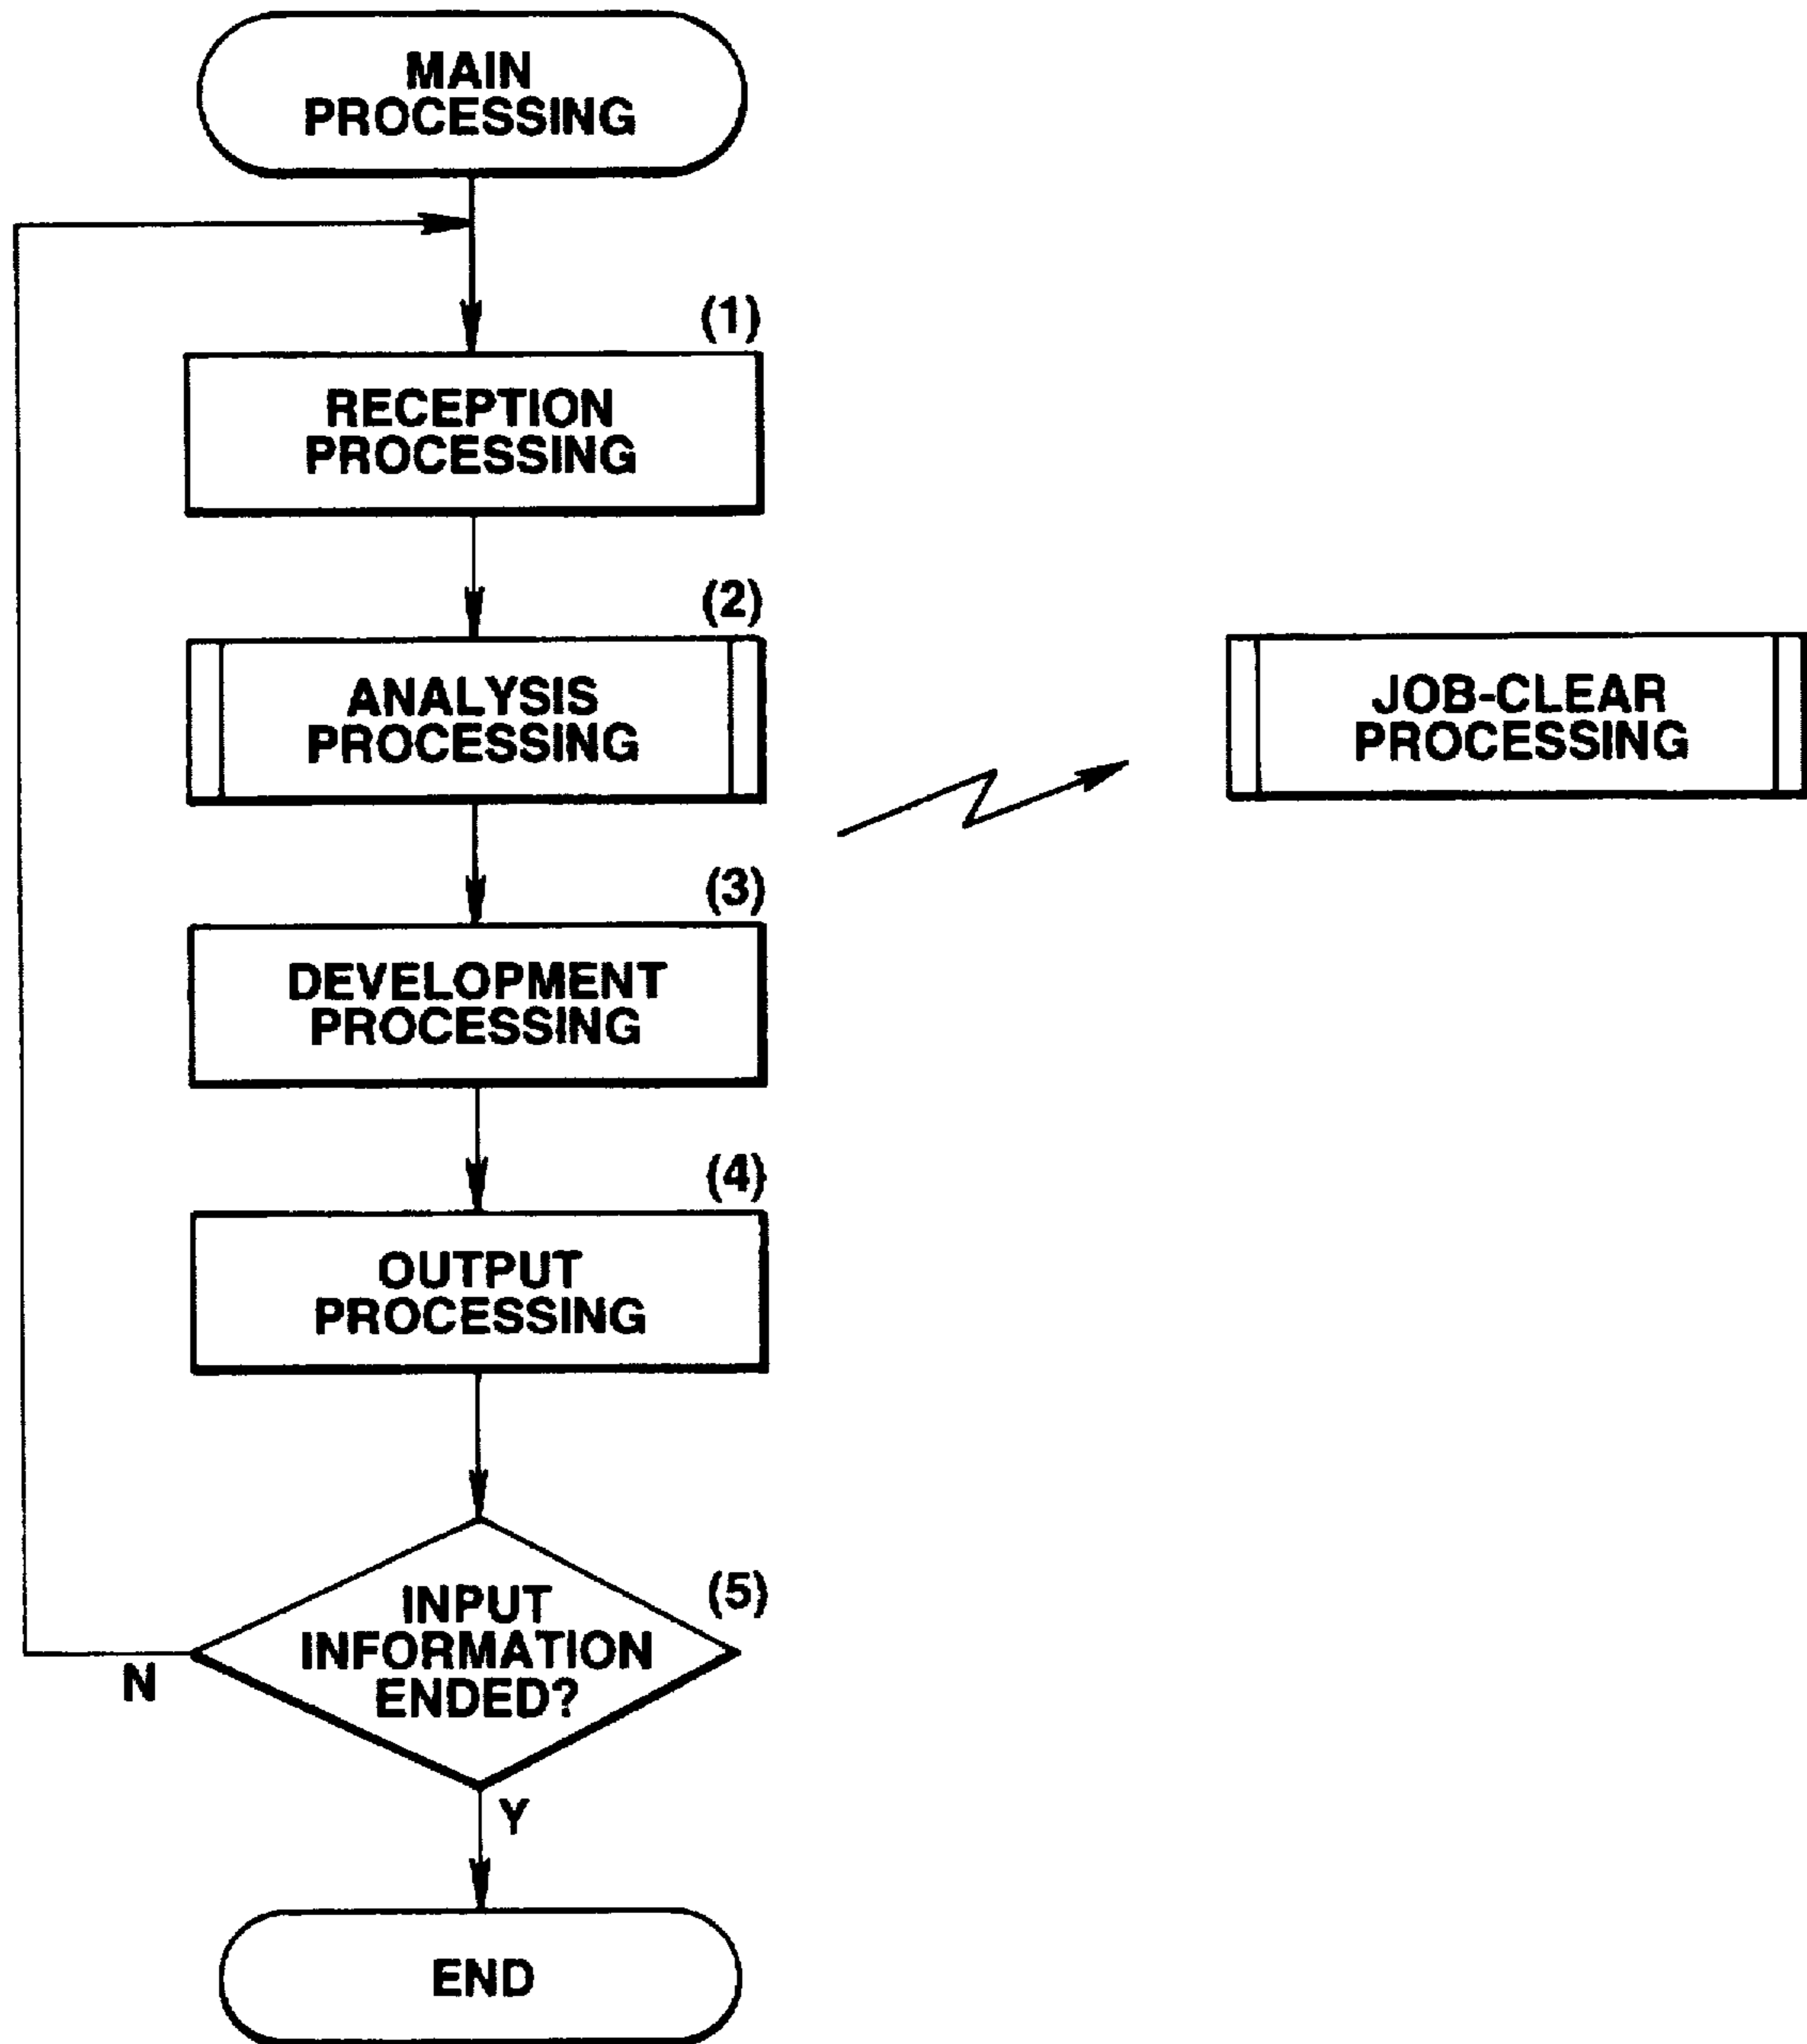 MAIN
PROCESSING
(1)
RECEPTION
PROCESSING
(2)
ANALYSIS
PROCESSING
JOB-CLEAR
PROCESSING
(3)
DEVELOPMENT
PROCESSING
(4)
OUTPUT
PROCESSING
(5)
INPUT
INFORMATION
ENDED?
N
Y
END